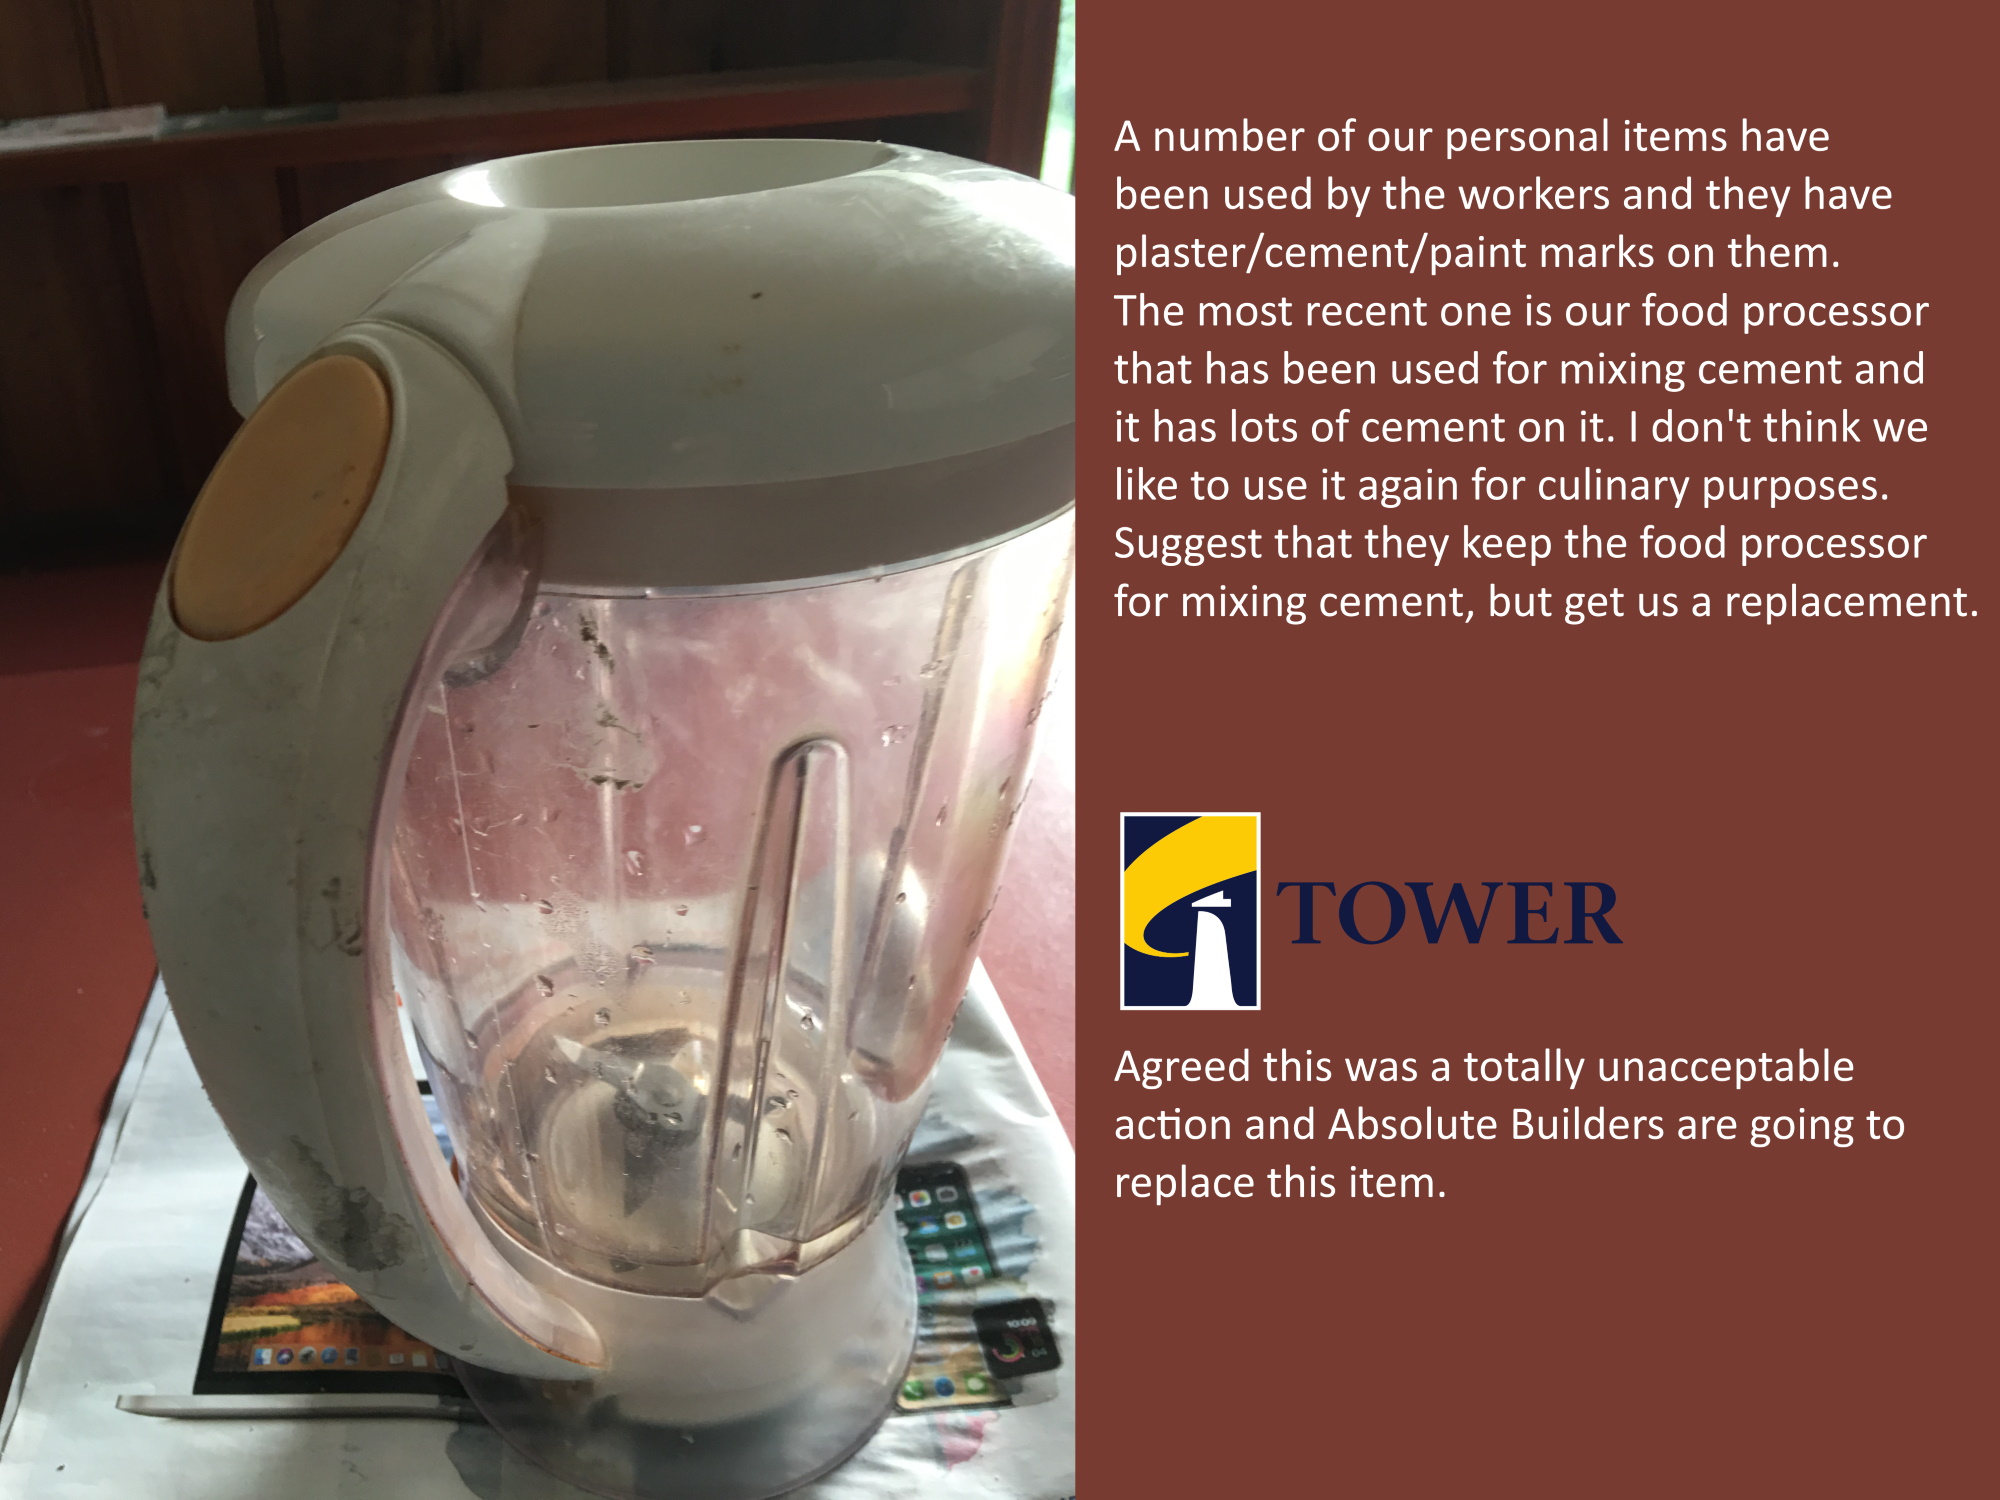 A number of our personal items have
been used by the workers and they have
plaster/cement/paint marks on them.
The most recent one is our food processor
that has been used for mixing cement and
it has lots of cement on it. I don't think we
like to use it again for culinary purposes.
Suggest that they keep the food processor
for mixing cement, but get us a replacement.
TOWER
Agreed this was a totally unacceptable
action and Absolute Builders are going to
replace this item.
10:09